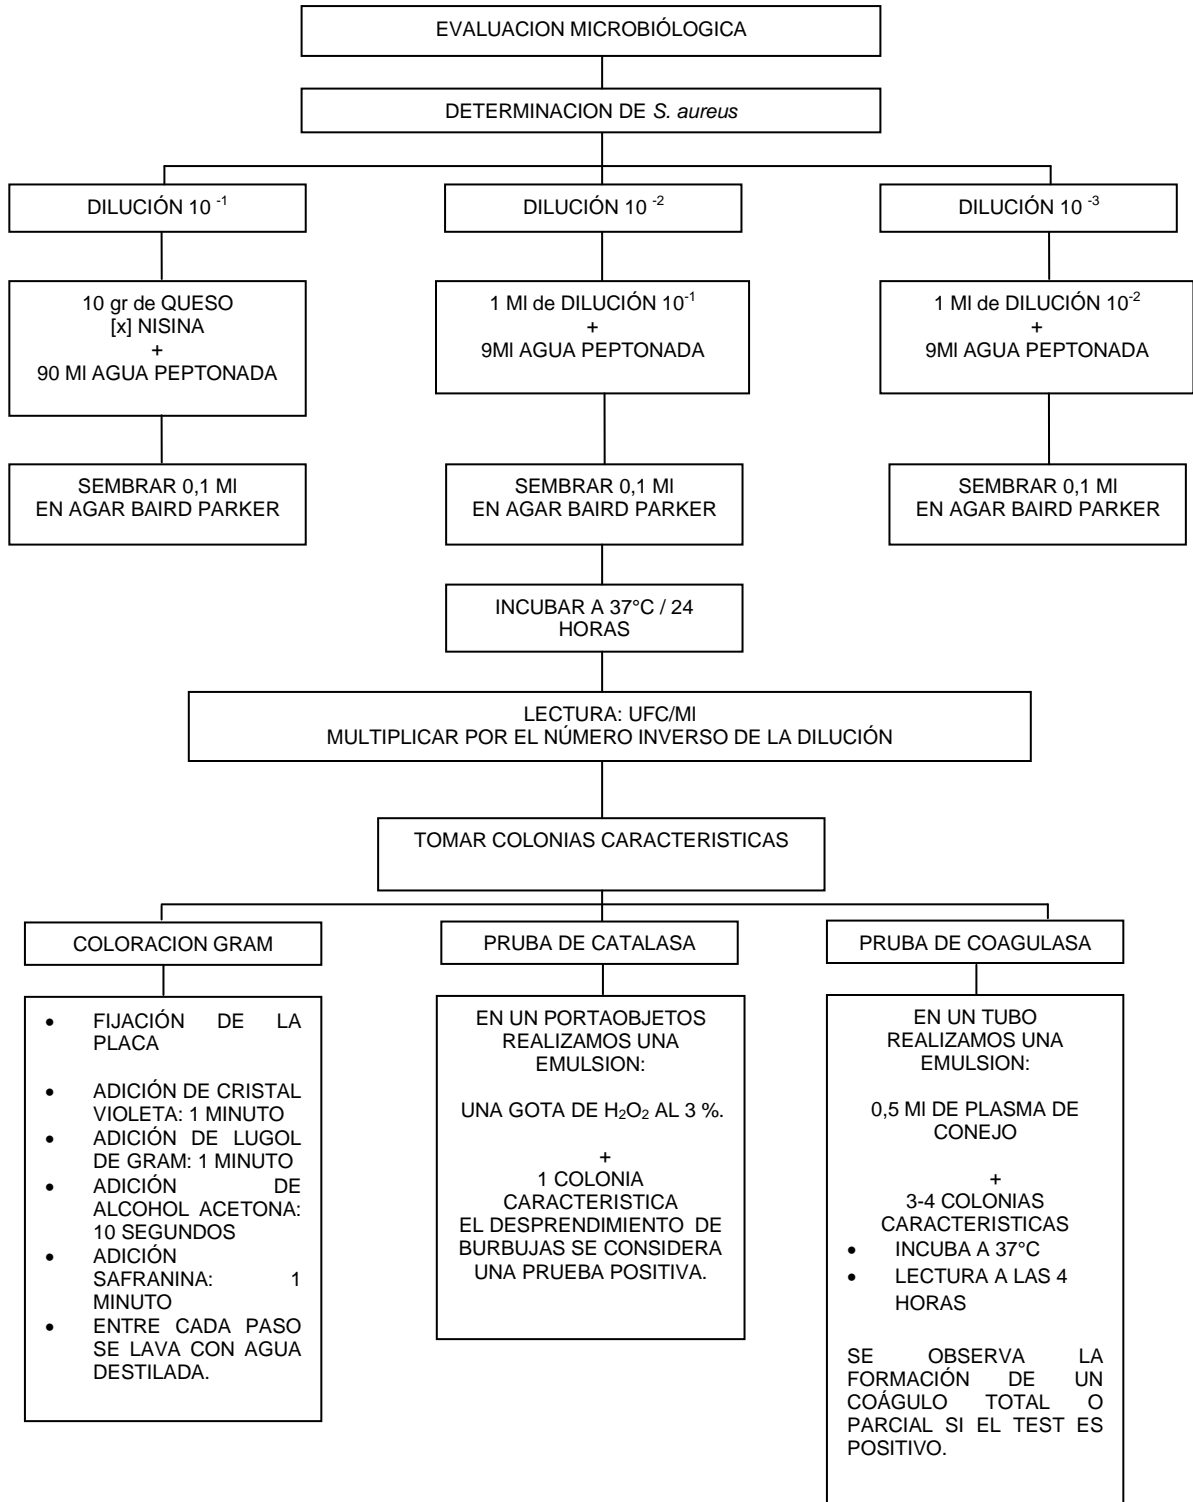 EVALUACION MICROBIÓLOGICA
DETERMINACION DE S. aureus
DILUCIÓN 10 -1
DILUCIÓN 10 -2
DILUCIÓN 10 -3
10 gr de QUESO
[x] NISINA
+
90 Ml AGUA PEPTONADA
1 Ml de DILUCIÓN 10-1
+
9Ml AGUA PEPTONADA
1 Ml de DILUCIÓN 10-2
+
9Ml AGUA PEPTONADA
SEMBRAR 0,1 Ml
EN AGAR BAIRD PARKER
SEMBRAR 0,1 Ml
EN AGAR BAIRD PARKER
SEMBRAR 0,1 Ml
EN AGAR BAIRD PARKER
INCUBAR A 37°C / 24
HORAS
LECTURA: UFC/Ml
MULTIPLICAR POR EL NÚMERO INVERSO DE LA DILUCIÓN
TOMAR COLONIAS CARACTERISTICAS
COLORACION GRAM
PRUBA DE CATALASA
PRUBA DE COAGULASA
• FIJACIÓN DE LA
PLACA
• ADICIÓN DE CRISTAL
VIOLETA: 1 MINUTO
• ADICIÓN DE LUGOL
DE GRAM: 1 MINUTO
• ADICIÓN DE
ALCOHOL ACETONA:
10 SEGUNDOS
• ADICIÓN
SAFRANINA: 1
MINUTO
• ENTRE CADA PASO
SE LAVA CON AGUA
DESTILADA.
EN UN PORTAOBJETOS
REALIZAMOS UNA
EMULSION:
UNA GOTA DE H2O2 AL 3 %.
+
1 COLONIA
CARACTERISTICA
EL DESPRENDIMIENTO DE
BURBUJAS SE CONSIDERA
UNA PRUEBA POSITIVA.
EN UN TUBO
REALIZAMOS UNA
EMULSION:
0,5 Ml DE PLASMA DE
CONEJO
+
3-4 COLONIAS
CARACTERISTICAS
• INCUBA A 37°C
• LECTURA A LAS 4
HORAS
SE OBSERVA LA
FORMACIÓN DE UN
COÁGULO TOTAL O
PARCIAL SI EL TEST ES
POSITIVO.